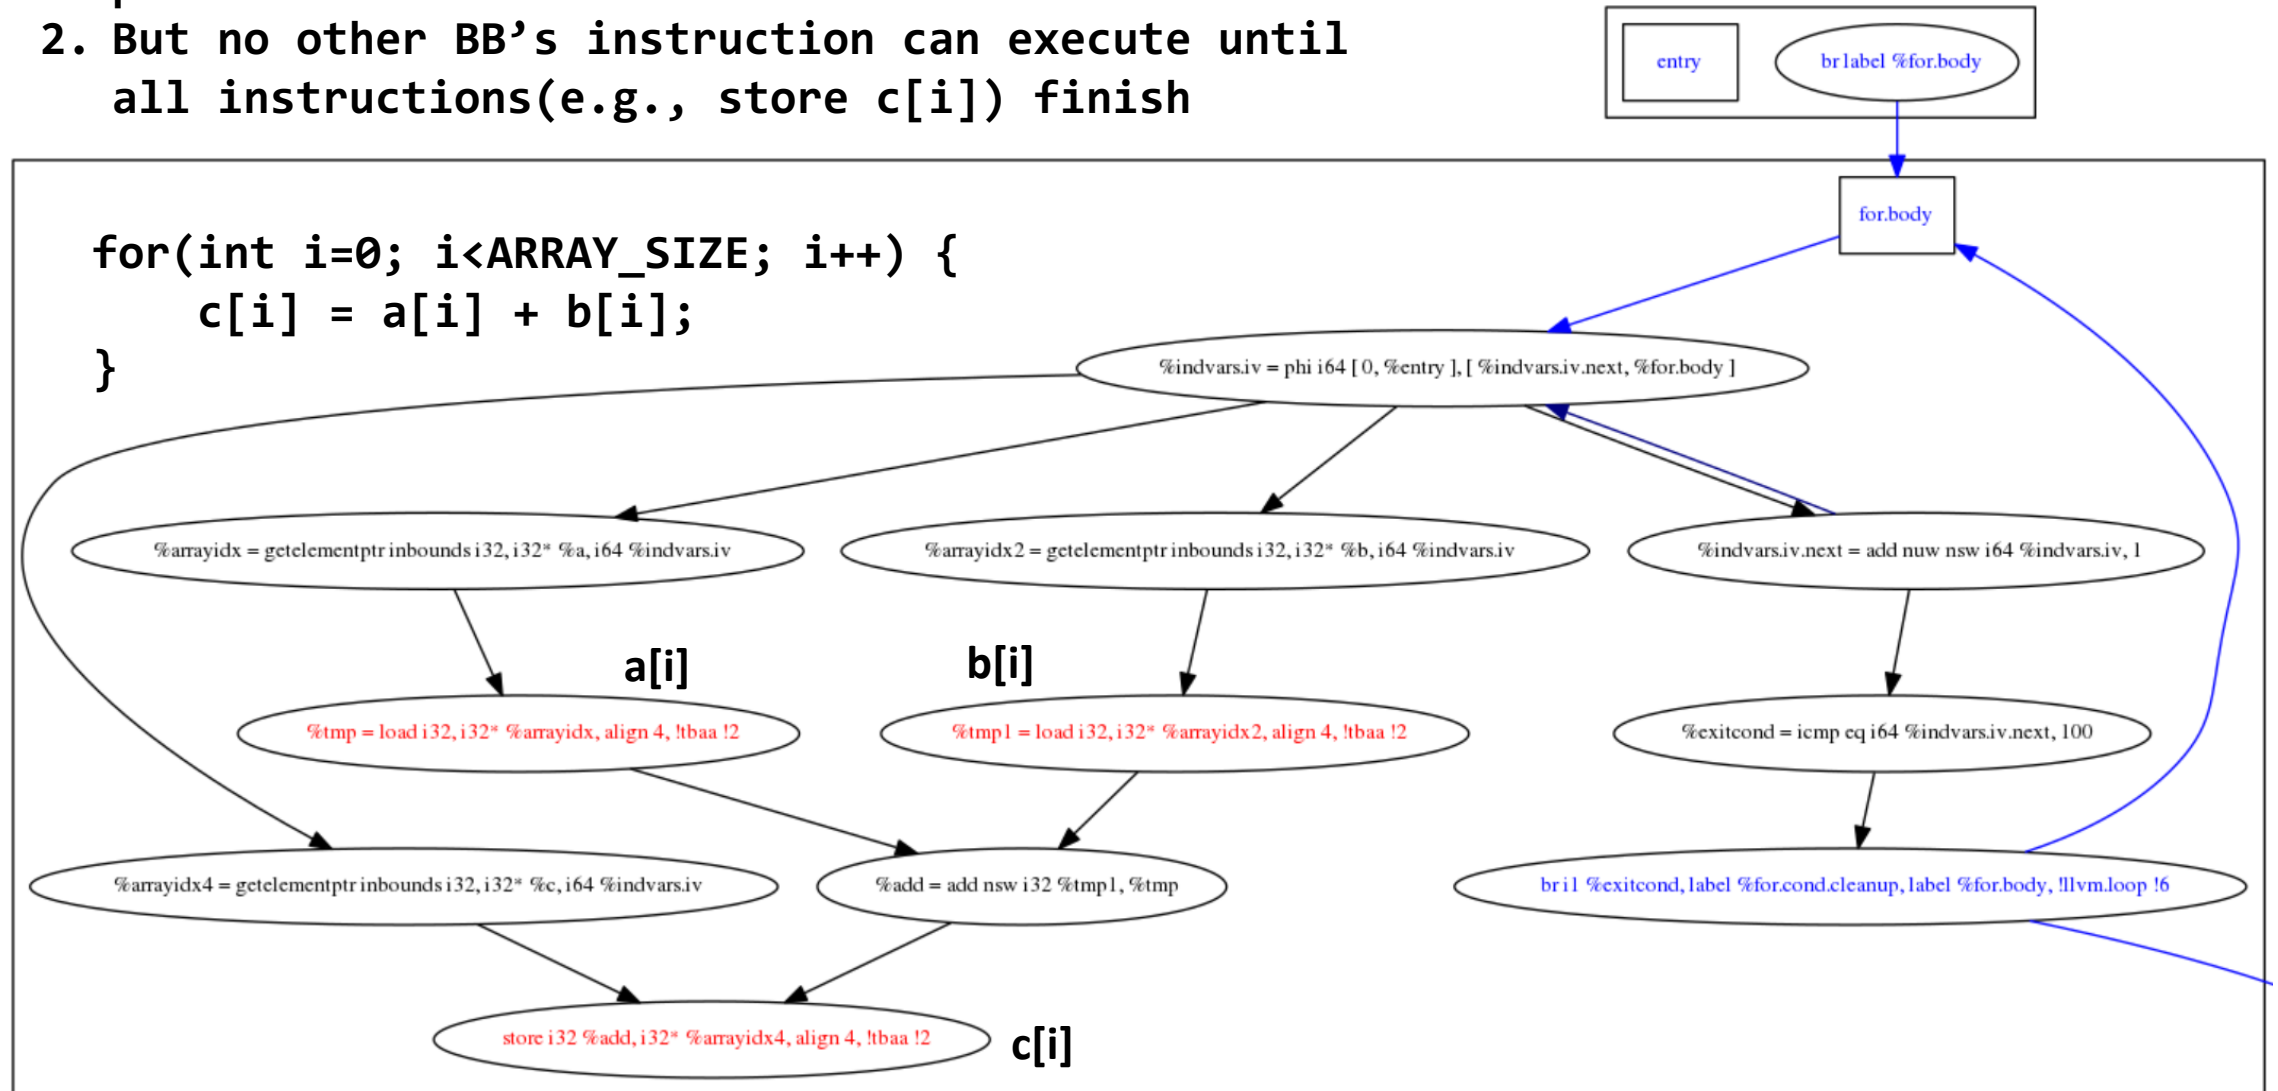 2. But no other BB’s instruction can execute until
all instructions(e.g., store c[i]) finish
entry
br label %for.body
for.body
for(int i=0; i<ARRAY_SIZE; i++) {
c[i] = a[i] + b[i];
}
%indvars.iv = phi i64 [ 0, %entry ], [ %indvars.iv.next, %for.body ]
%arrayidx = getelementptr inbounds i32, i32* %a, i64 %indvars.iv
%arrayidx2 = getelementptr inbounds i32, i32* %b, i64 %indvars.iv
%indvars.iv.next = add nuw nsw i64 %indvars.iv, 1
a[i]
b[i]
%tmp = load i32, i32* %arrayidx, align 4, !tbaa !2
%tmp1 = load i32, i32* %arrayidx2, align 4, !tbaa !2
%exitcond = icmp eq i64 %indvars.iv.next, 100
%arrayidx4 = getelementptr inbounds i32, i32* %c, i64 %indvars.iv
%add = add nsw i32 %tmp1, %tmp
br i1 %exitcond, label %for.cond.cleanup, label %for.body, !llvm.loop !6
store i32 %add, i32* %arrayidx4, align 4, !tbaa !2
c[i]